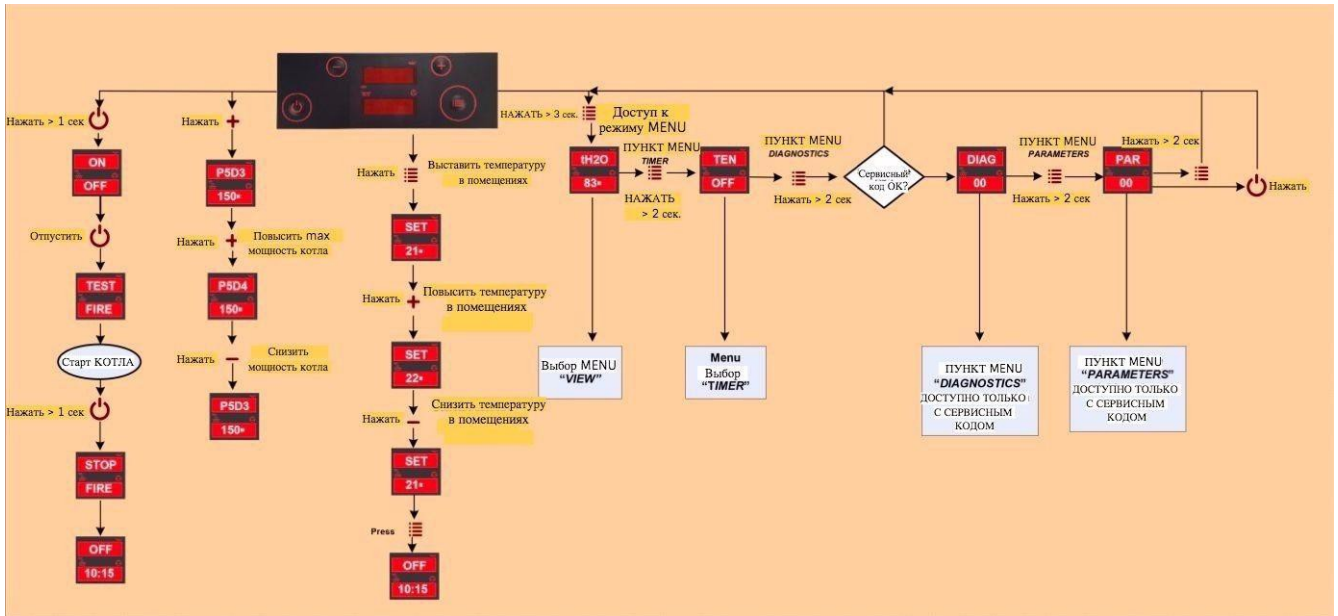 Нажать > 1 сек
ON
OFF
Отпустить
TEST
FIRE
Старт КОТЛА
Нажать > 1 сек
STOP
FIRE
OFF
10:15
Нажать
P5D3
150°
Нажать
Повысить max
мощность котла
P5D4
150°
Нажать
Снизить
мощность котла
P5D3
150°
Нажать
Выставить температуру
в помещениях
SET
21°
Нажать
Повысить температуру
в помещениях
SET
22°
Снизить температуру
в помещениях
Нажать
SET
21°
Press
OFF
10:15
НАЖАТЬ > 3 сек.
Доступ к
режиму MENU
tH2O
83°
Выбор MENU
“VIEW”
ПУНКТ MENU
TIMER
НАЖАТЬ
> 2 сек.
TEN
OFF
Menu
Выбор
“TIMER”
ПУНКТ MENU
DIAGNOSTICS
Нажать > 2 сек
Сервисный
код ОК?
DIAG
00
ПУНКТ MENU
“DIAGNOSTICS”
ДОСТУПНО ТОЛЬКО
С СЕРВИСНЫМ
КОДОМ
ПУНКТ MENU
PARAMETERS
Нажать > 2 сек
PAR
00
ПУНКТ MENU
“PARAMETERS”
ДОСТУПНО ТОЛЬКО
С СЕРВИСНЫМ
КОДОМ
Нажать > 2 сек
Нажать